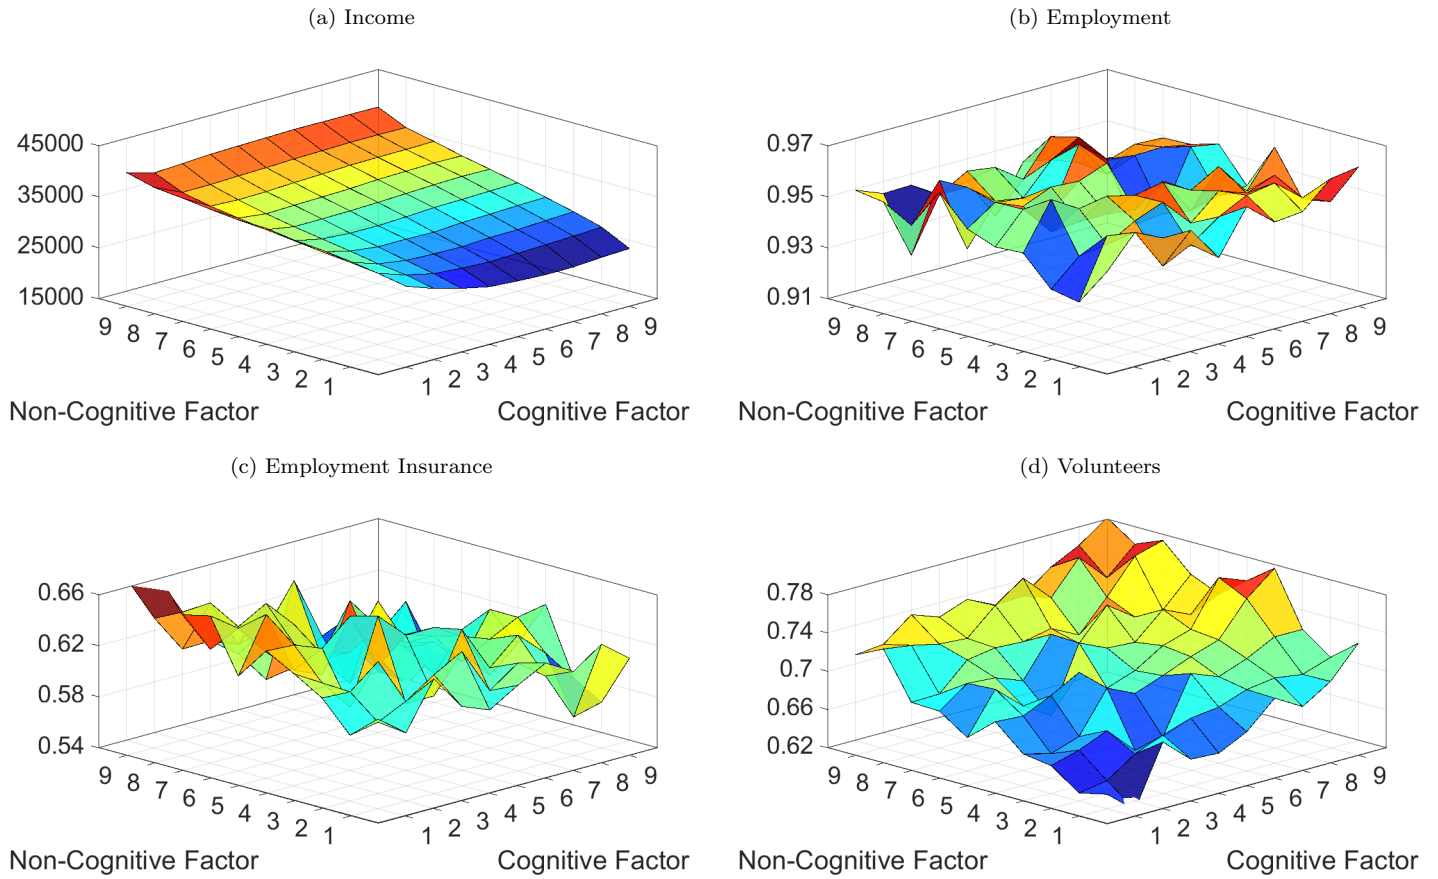 (a) Income
45000
35000
25000
15000
9 8 7 6 5 4 3 2 1
1 2 3 4 5 6 7 8 9
Non-Cognitive Factor
Cognitive Factor
(b) Employment
0.97
0.95
0.93
0.91
9 8 7 6 5 4 3 2 1
1 2 3 4 5 6 7 8 9
Non-Cognitive Factor
Cognitive Factor
(c) Employment Insurance
0.66
0.62
0.58
0.54
9 8 7 6 5 4 3 2 1
1 2 3 4 5 6 7 8 9
Non-Cognitive Factor
Cognitive Factor
(d) Volunteers
0.78
0.74
0.7
0.66
0.62
9 8 7 6 5 4 3 2 1
1 2 3 4 5 6 7 8 9
Non-Cognitive Factor
Cognitive Factor